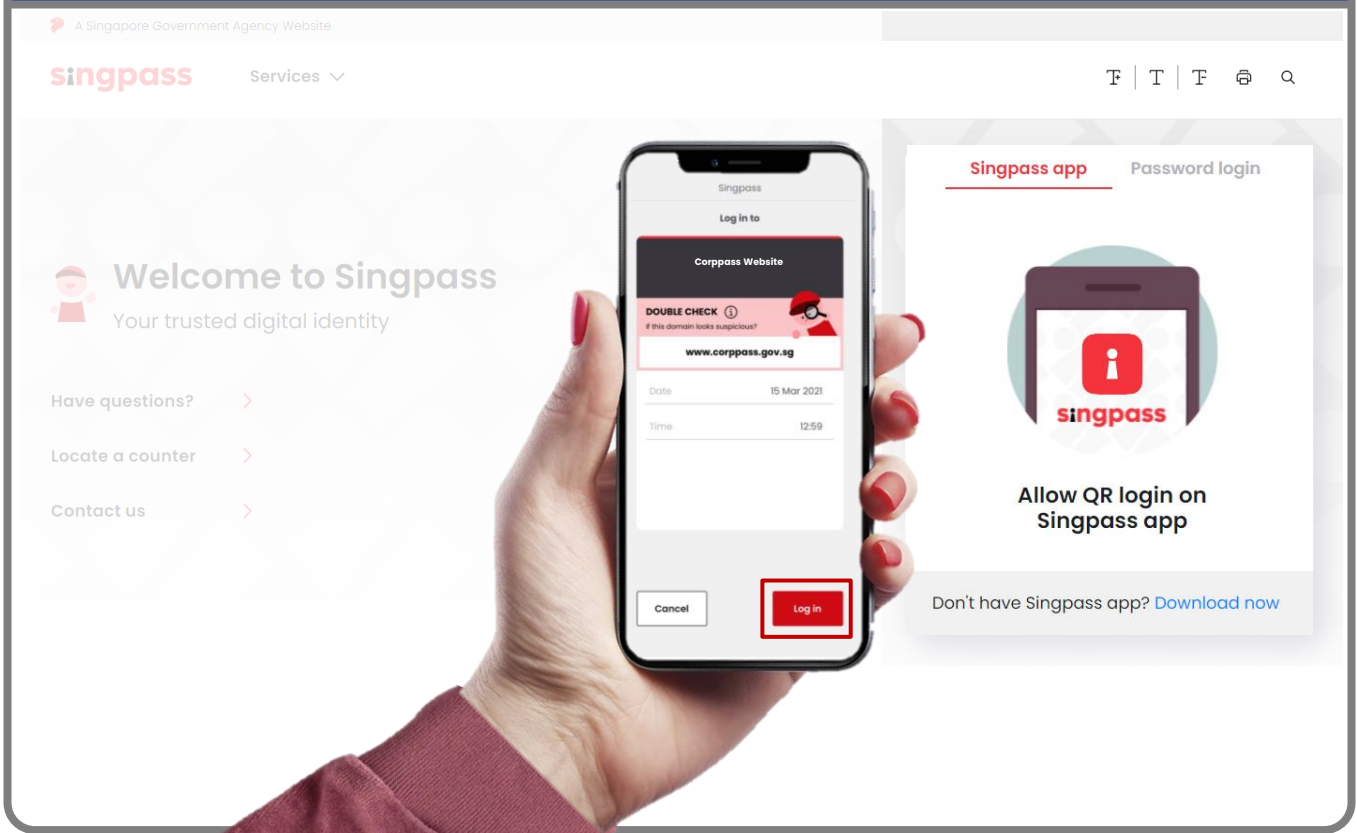 A Singapore Government Agency Website
singpass
Services
Welcome to Singpass
Your trusted digital identity
Have questions?
Locate a counter
Contact us
Singpass
Log in to
Corppass Website
DOUBLE CHECK
If this domain looks suspicious?
www.corppass.gov.sg
Date 15 Mar 2021
Time 12:59
Cancel Log in
T+ T T-
Singpass app Password login
singpass
Allow QR login on
Singpass app
Don't have Singpass app? Download now